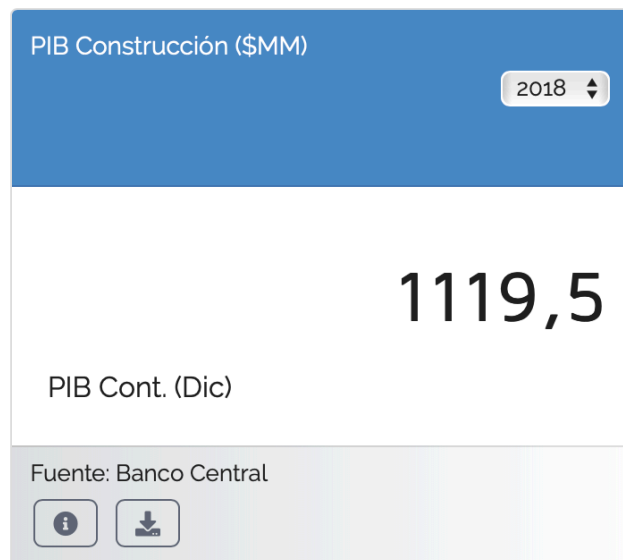 PIB Construcción ($MM)
2018
1119,5
PIB Cont. (Dic)
Fuente: Banco Central